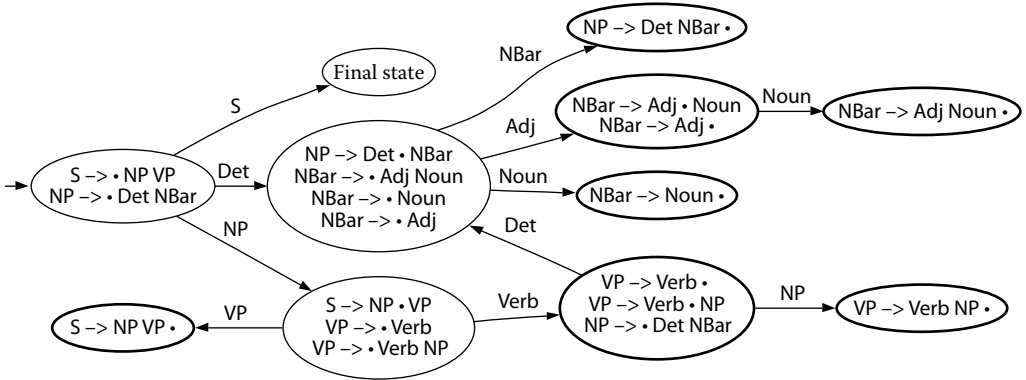 NP –> Det NBar •
NBar
Final state
S
NBar –> Adj • Noun
NBar –> Adj •
Noun
NBar –> Adj Noun •
Adj
S –> • NP VP
NP –> • Det NBar
Det
NP –> Det • NBar
NBar –> • Adj Noun
NBar –> • Noun
NBar –> • Adj
Noun
NBar –> Noun •
NP
Det
S –> NP VP •
VP
S –> NP • VP
VP –> • Verb
VP –> • Verb NP
Verb
VP –> Verb •
VP –> Verb • NP
NP –> • Det NBar
NP
VP –> Verb NP •